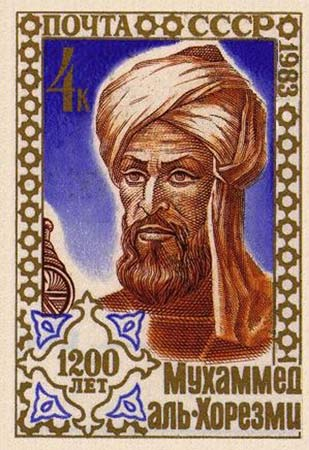 ПОЧТА СССР
1983
4к
1200
ЛЕТ
Мухаммед
аль·Хорезми